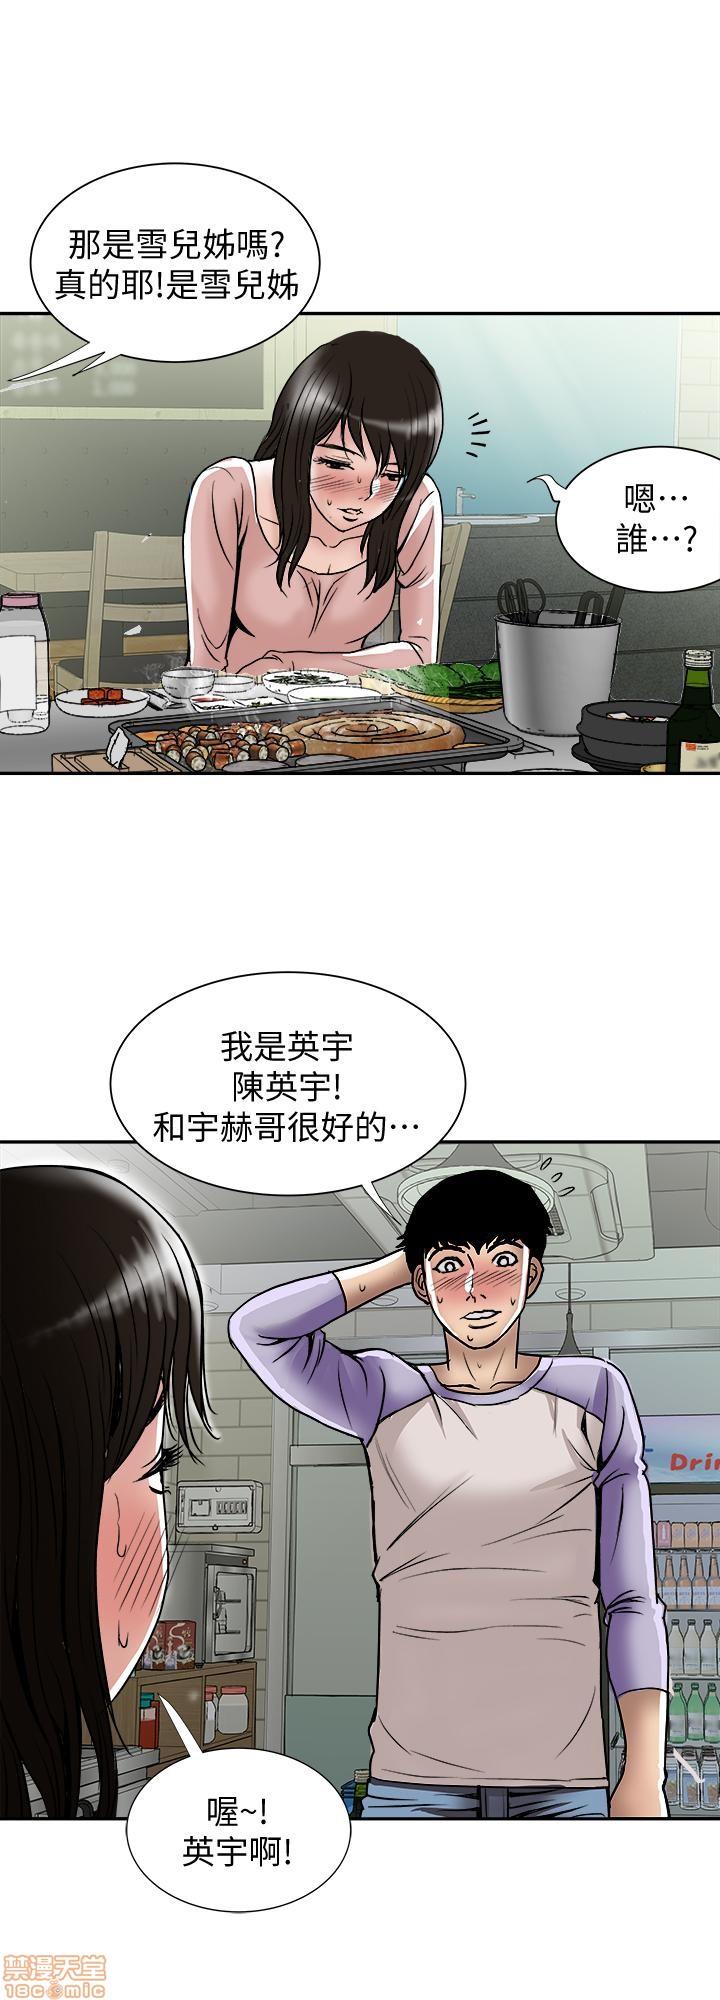 那是雪兒姊嗎?
真的耶!是雪兒姊
嗯…
誰…?
我是英宇
陳英宇!
和宇赫哥很好的…
Drin
喔~!
英宇啊!
禁漫天堂
18comic